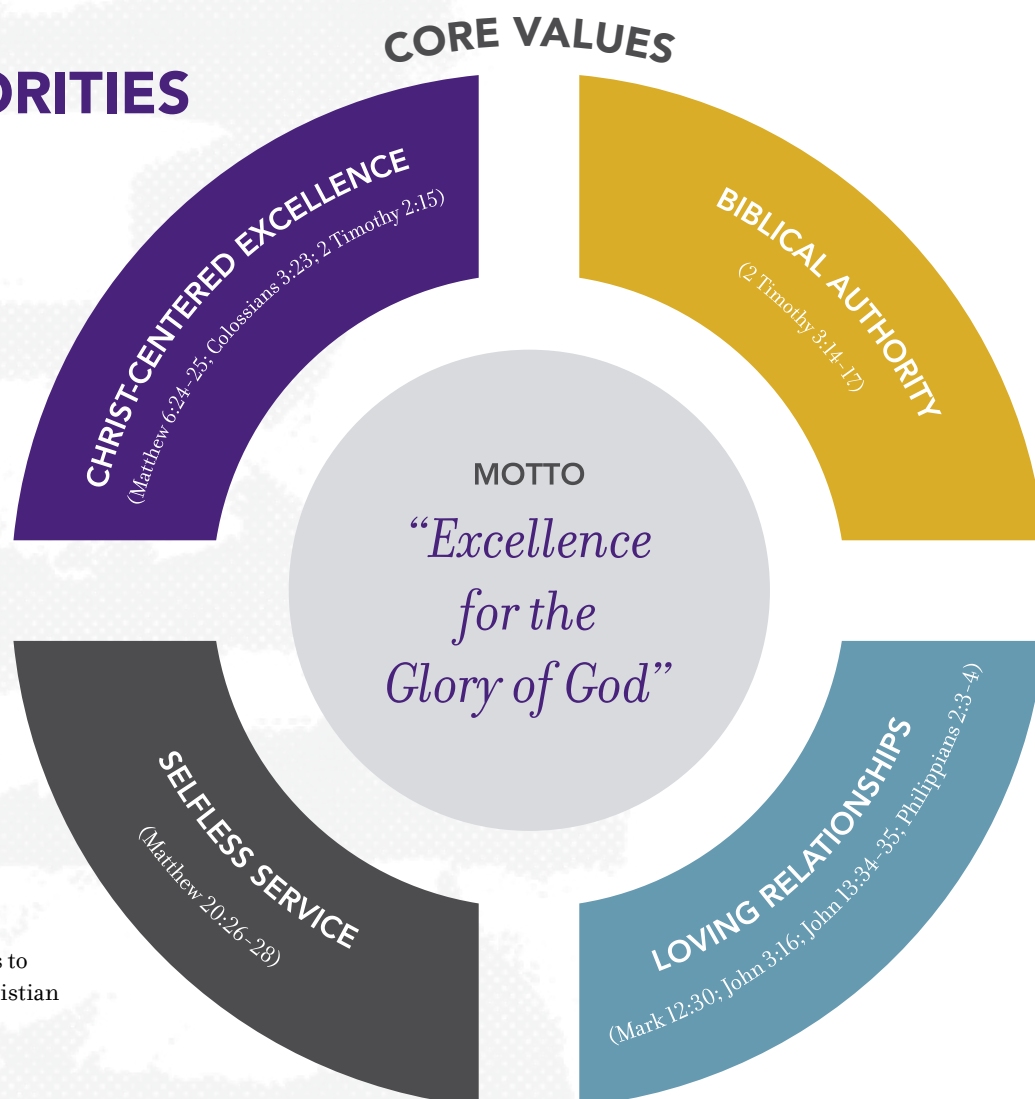 CORE VALUES
ORITIES
CHRIST-CENTERED EXCELLENCE
(Matthew 6:24-25; Colossians 3:23; 2 Timothy 2:15)
BIBLICAL AUTHORITY
(2 Timothy 3:14-17)
MOTTO
“Excellence
for the
Glory of God”
SELFLESS SERVICE
(Matthew 20:26-28)
LOVING RELATIONSHIPS
(Mark 12:30; John 3:16; John 13:34-35; Philippians 2:3-4)
s to
istian